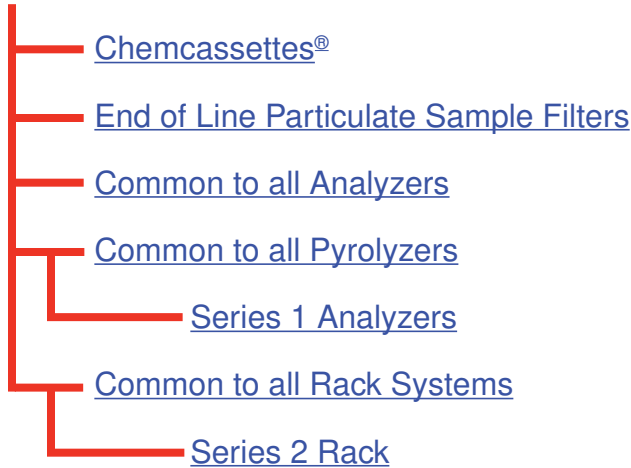 Chemcassettes®
End of Line Particulate Sample Filters
Common to all Analyzers
Common to all Pyrolyzers
Series 1 Analyzers
Common to all Rack Systems
Series 2 Rack